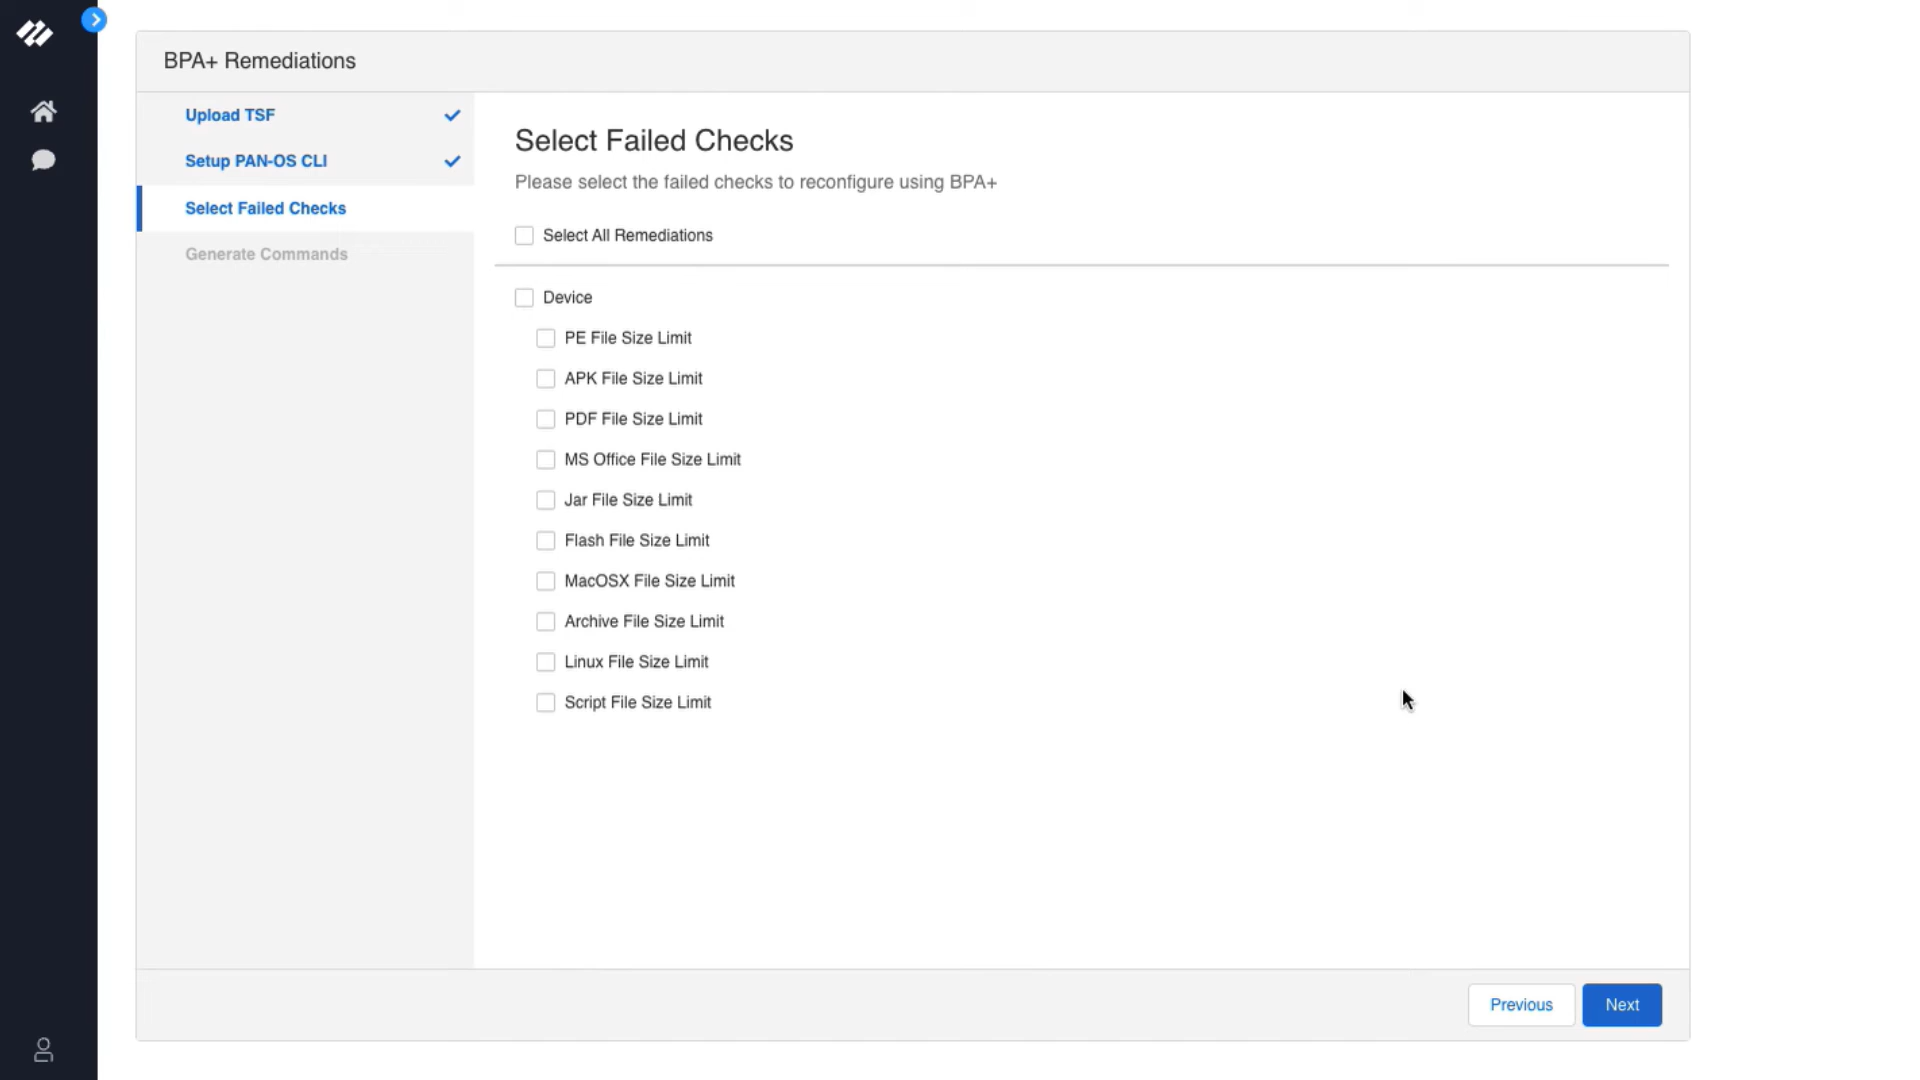 BPA+ Remediations
Upload TSF
Setup PAN-OS CLI
Select Failed Checks
Generate Commands
Select Failed Checks
Please select the failed checks to reconfigure using BPA+
Select All Remediations
Device
PE File Size Limit
APK File Size Limit
PDF File Size Limit
MS Office File Size Limit
Jar File Size Limit
Flash File Size Limit
MacOSX File Size Limit
Archive File Size Limit
Linux File Size Limit
Script File Size Limit
Previous
Next